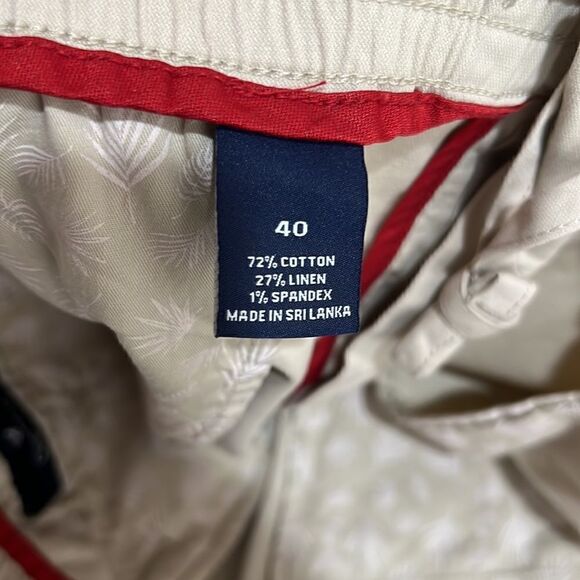 40
72% COTTON
27% LINEN
1% SPANDEX
MADE IN SRI LANKA